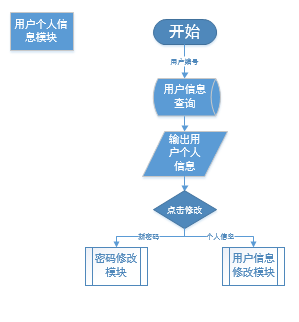 用户个人信
息模块
开始
用户账号
用户信息
查询
输出用
户个人
信息
点击修改
新密码
个人信息
密码修改
模块
用户信息
修改模块